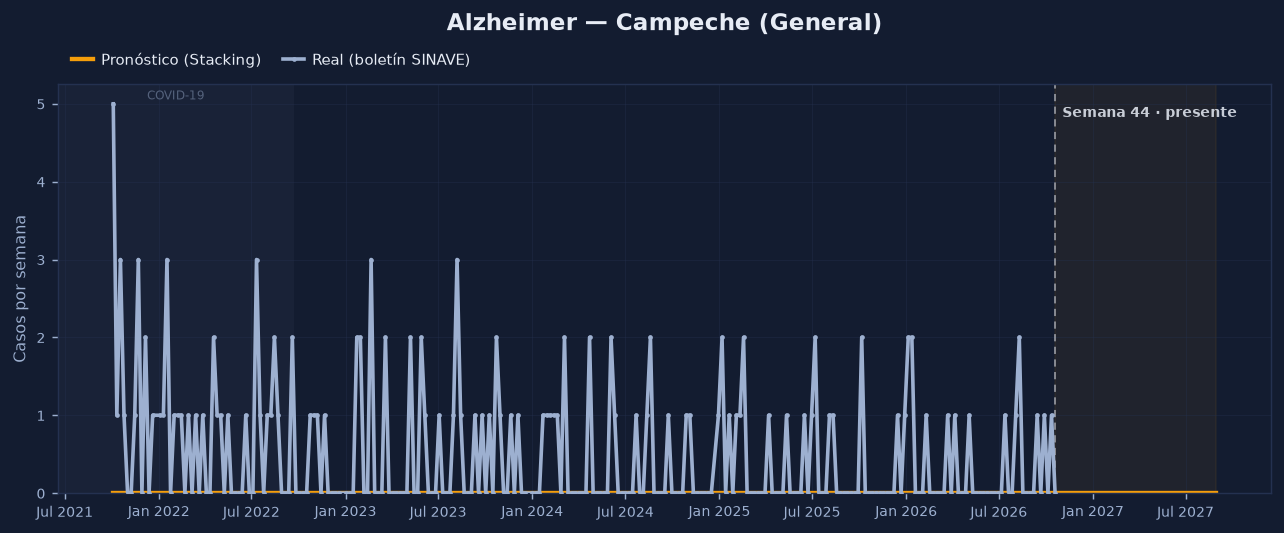 Alzheimer — Campeche (General)
Pronóstico (Stacking) Real (boletín SINAVE)
COVID-19
Semana 44 · presente
Casos por semana
5
4
3
2
1
0
Jul 2021 Jan 2022 Jul 2022 Jan 2023 Jul 2023 Jan 2024 Jul 2024 Jan 2025 Jul 2025 Jan 2026 Jul 2026 Jan 2027 Jul 2027